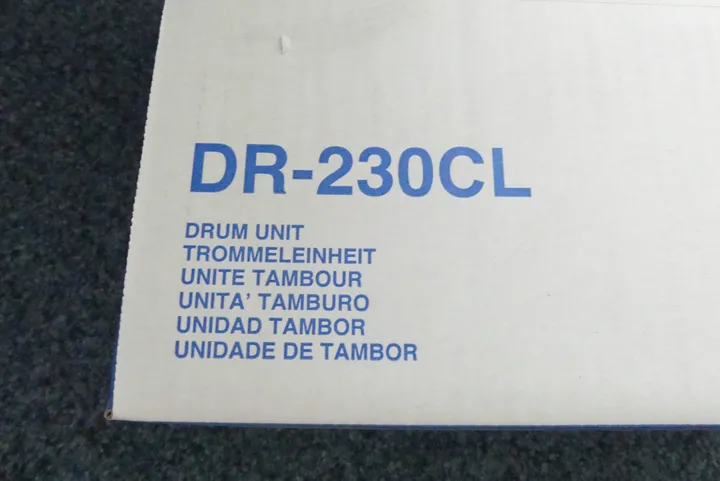 DR-230CL
DRUM UNIT
TROMMELEINHEIT
UNITE TAMBOUR
UNITA' TAMBURO
UNIDAD TAMBOR
UNIDADE DE TAMBOR